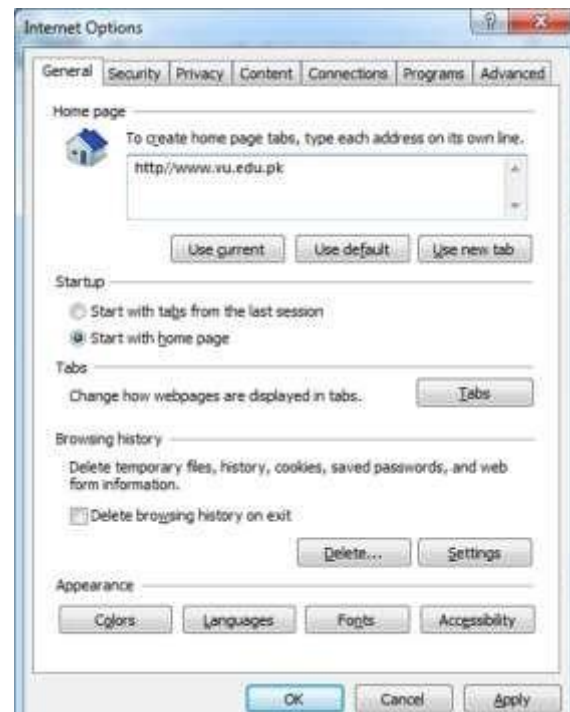 Internet Options
General Security Privacy Content Connections Programs Advanced
Home page
To create home page tabs, type each address on its own line.
http//www.vu.edu.pk
Use current Use default Use new tab
Startup
Start with tabs from the last session
Start with home page
Tabs
Change how webpages are displayed in tabs. Tabs
Browsing history
Delete temporary files, history, cookies, saved passwords, and web
form information.
Delete browsing history on exit
Delete... Settings
Appearance
Colors Languages Fonts Accessibility
OK Cancel Apply